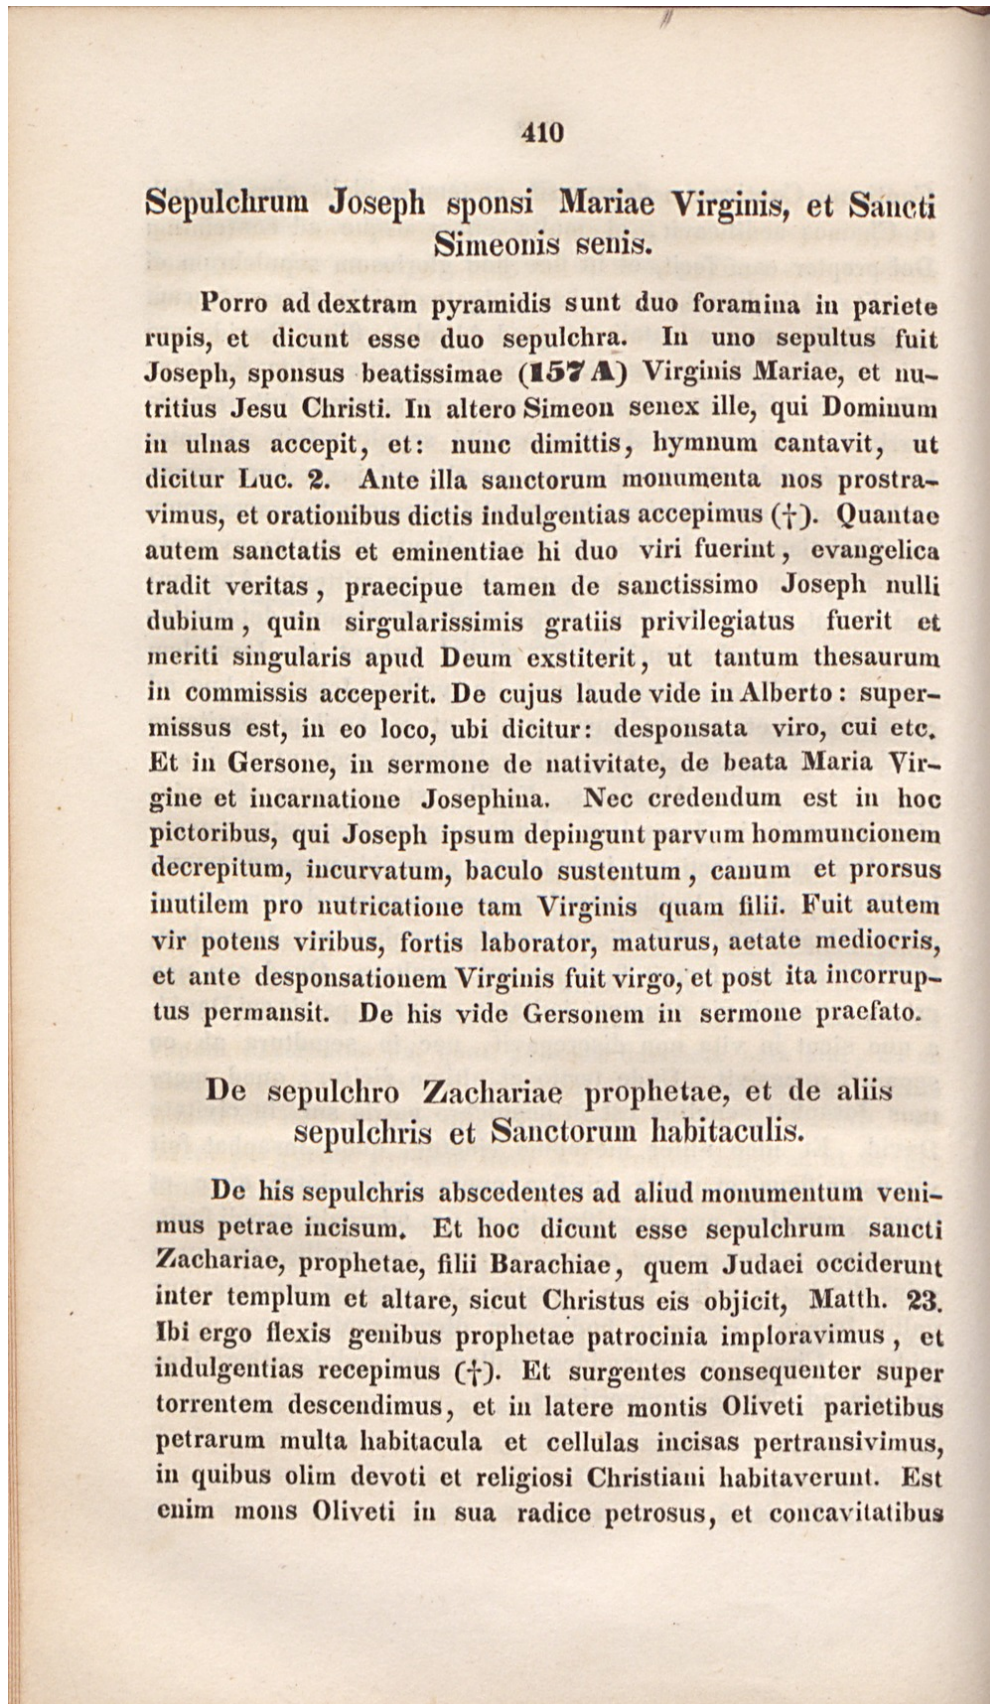 410
Sepulchrum Joseph sponsi Mariae Virginis, et Sancti
Simeonis senis.
Porro ad dextram pyramidis sunt duo foramina in pariete
rupis, et dicunt esse duo sepulchra. In uno sepultus fuit
Joseph, sponsus beatissimae (157 A) Virginis Mariae, et nu-
tritius Jesu Christi. In altero Simeon senex ille, qui Dominum
in ulnas accepit, et: nunc dimittis, hymnum cantavit, ut
dicitur Luc. 2. Ante illa sanctorum monumenta nos prostra-
vimus, et orationibus dictis indulgentias accepimus (†). Quantae
autem sanctatis et eminentiae hi duo viri fuerint, evangelica
tradit veritas, praecipue tamen de sanctissimo Joseph nulli
dubium, quin sirgularissimis gratiis privilegiatus fuerit et
meriti singularis apud Deum exstiterit, ut tantum thesaurum
in commissis acceperit. De cujus laude vide in Alberto: super-
missus est, in eo loco, ubi dicitur: desponsata viro, cui etc.
Et in Gersone, in sermone de nativitate, de beata Maria Vir-
gine et incarnatione Josephina. Nec credendum est in hoc
pictoribus, qui Joseph ipsum depingunt parvum hommuncionem
decrepitum, incurvatum, baculo sustentum, canum et prorsus
inutilem pro nutricatione tam Virginis quam filii. Fuit autem
vir potens viribus, fortis laborator, maturus, aetate mediocris,
et ante desponsationem Virginis fuit virgo, et post ita incorrup-
tus permansit. De his vide Gersonem in sermone praefato.
De sepulchro Zachariae prophetae, et de aliis
sepulchris et Sanctorum habitaculis.
De his sepulchris abscedentes ad aliud monumentum veni-
mus petrae incisum. Et hoc dicunt esse sepulchrum sancti
Zachariae, prophetae, filii Barachiae, quem Judaei occiderunt
inter templum et altare, sicut Christus eis objicit, Matth. 23.
Ibi ergo flexis genibus prophetae patrocinia imploravimus, et
indulgentias recepimus (†). Et surgentes consequenter super
torrentem descendimus, et in latere montis Oliveti parietibus
petrarum multa habitacula et cellulas incisas pertransivimus,
in quibus olim devoti et religiosi Christiani habitaverunt. Est
enim mons Oliveti in sua radice petrosus, et concavitatibus